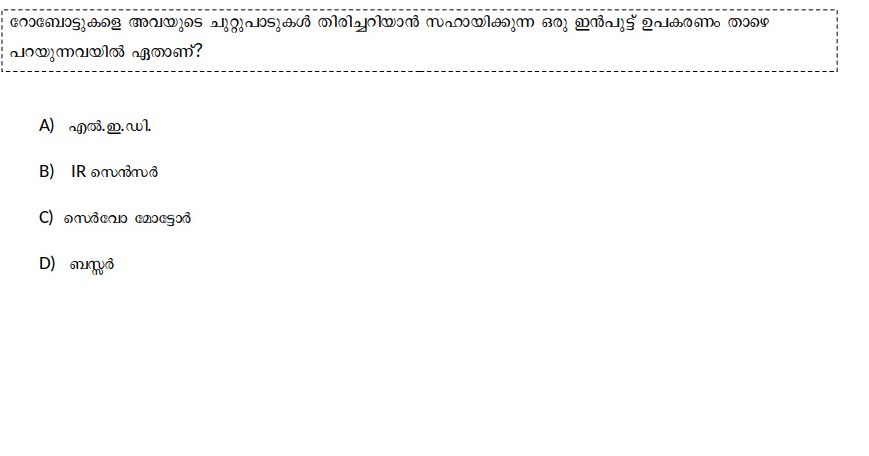 റോബോട്ടുകളെ അവയുടെ ചുറ്റുപാടുകൾ തിരിച്ചറിയാൻ സഹായിക്കുന്ന ഒരു ഇൻപുട്ട് ഉപകരണം താഴെ
പറയുന്നവയിൽ ഏതാണ്?
A) എൽ.ഇ.ഡി.
B) IR സെൻസർ
C) സെർവോ മോട്ടോർ
D) ബസ്സർ